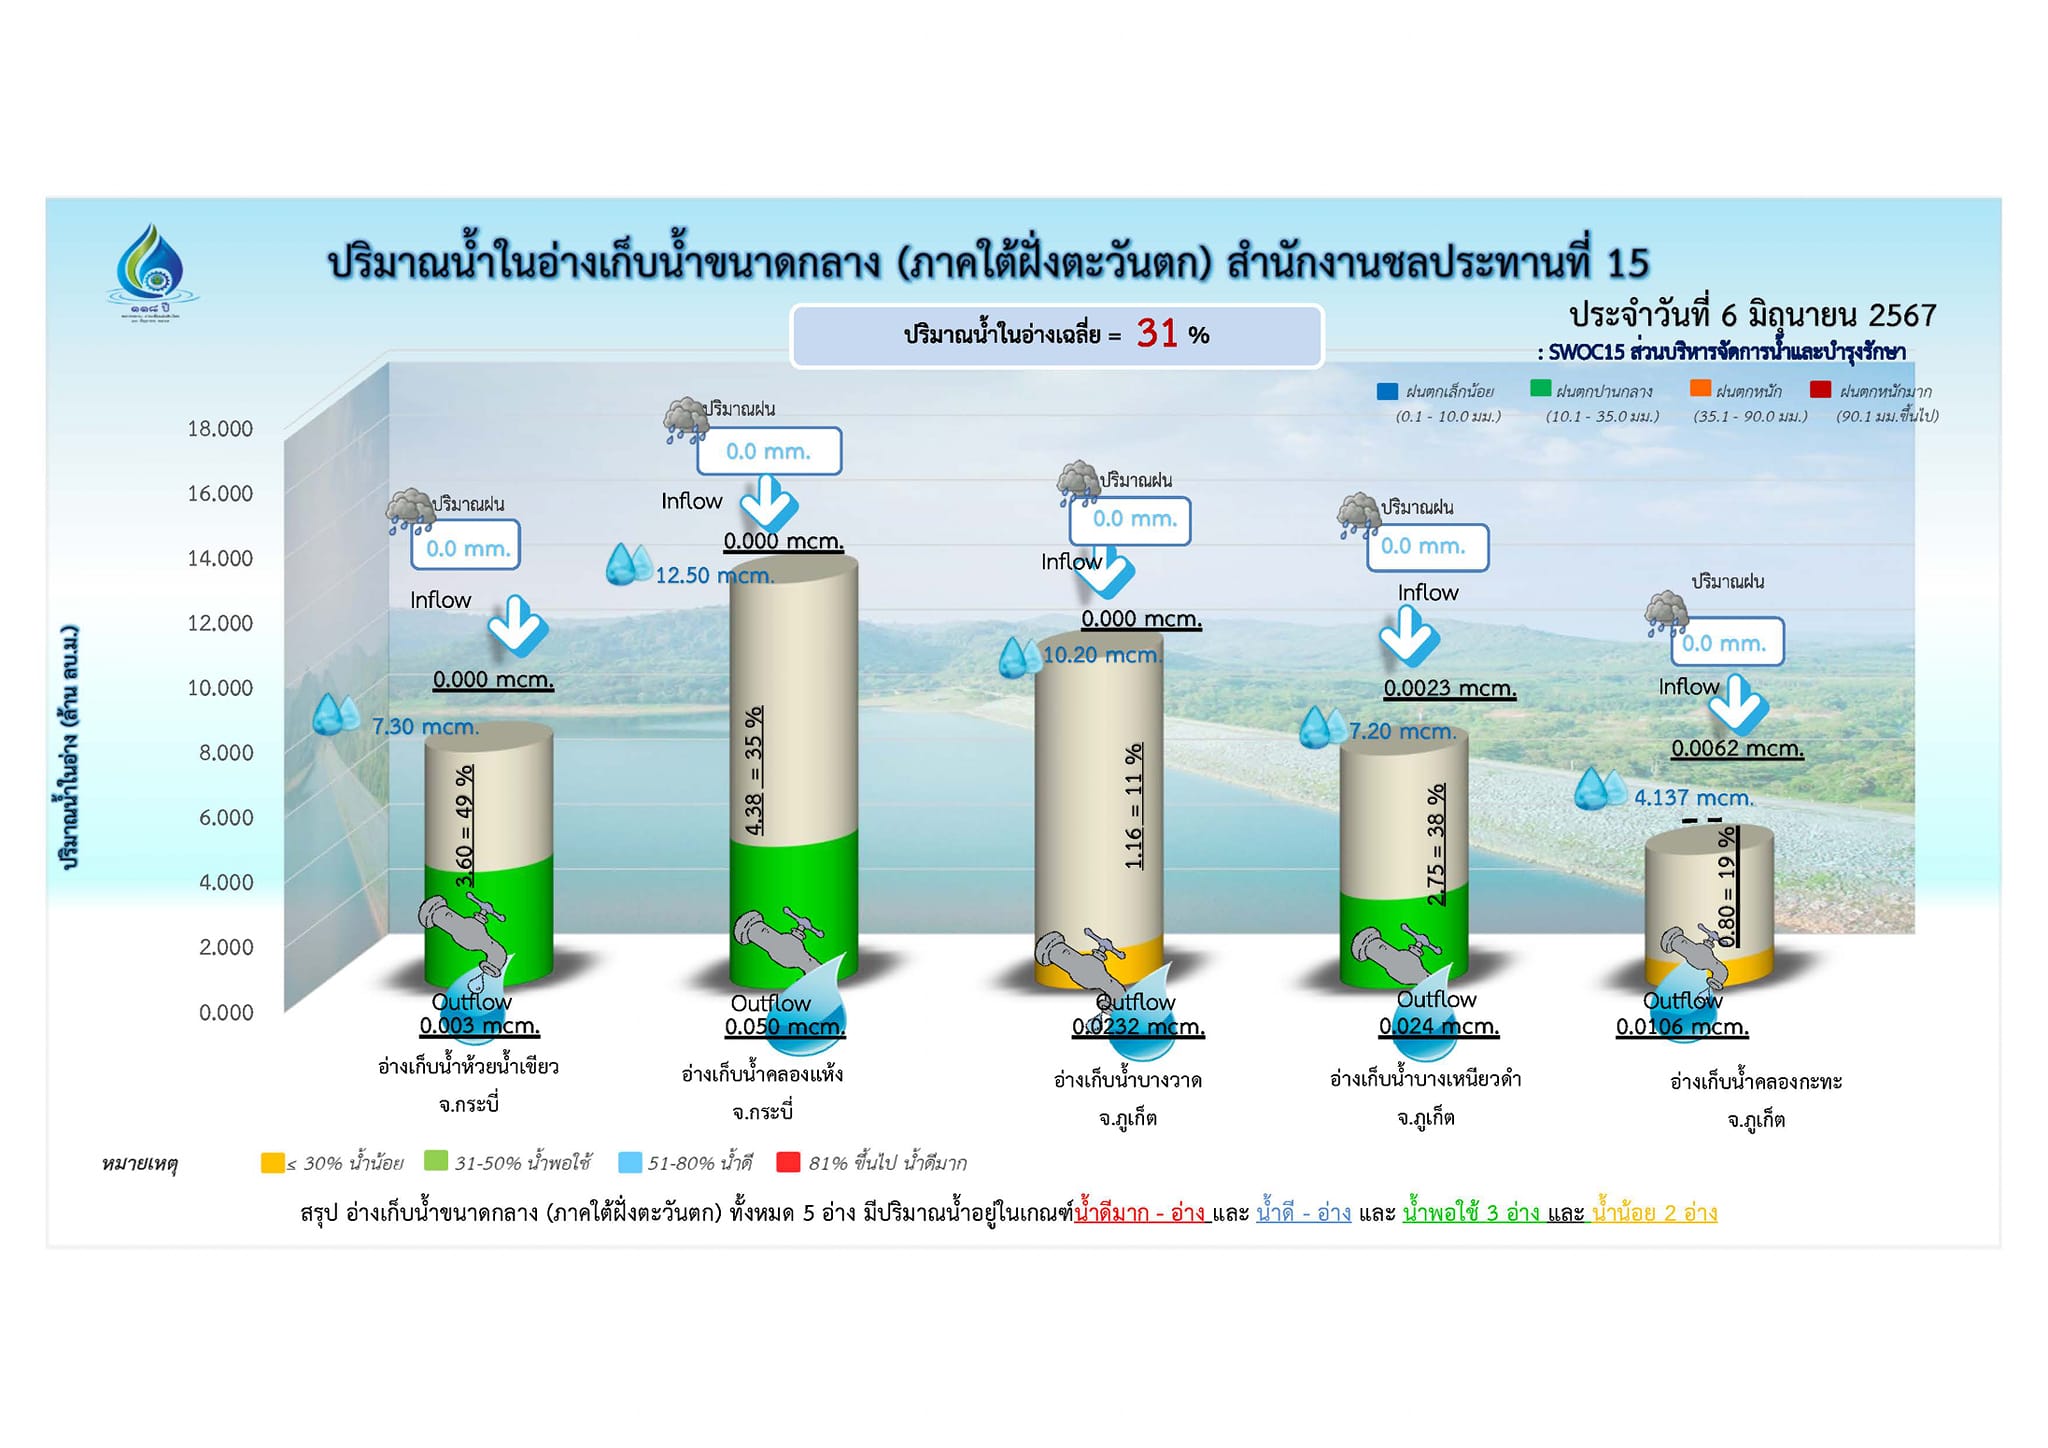 ปริมาณน้ำในอ่างเก็บน้ำขนาดกลาง (ภาคใต้ฝั่งตะวันตก) สำนักงานชลประทานที่ 15
๑๑๘ ปี
ประจำวันที่ 6 มิถุนายน 2567
ปริมาณน้ำในอ่างเฉลี่ย = 31 %
: SWOC15 ส่วนบริหารจัดการน้ำและบำรุงรักษา
ฝนตกเล็กน้อย ฝนตกปานกลาง ฝนตกหนัก ฝนตกหนักมาก
(0.1 - 10.0 มม.) (10.1 - 35.0 มม.) (35.1 - 90.0 มม.) (90.1 มม.ขึ้นไป)
ปริมาณน้ำในอ่าง (ล้าน ลบ.ม.)
18.000
16.000
14.000
12.000
10.000
8.000
6.000
4.000
2.000
0.000
ปริมาณฝน
0.0 mm.
Inflow
0.000 mcm.
7.30 mcm.
3.60 = 49 %
Outflow
0.003 mcm.
อ่างเก็บน้ำห้วยน้ำเขียว
จ.กระบี่
ปริมาณฝน
0.0 mm.
Inflow
0.000 mcm.
12.50 mcm.
4.38 = 35 %
Outflow
0.050 mcm.
อ่างเก็บน้ำคลองแห้ง
จ.กระบี่
ปริมาณฝน
0.0 mm.
Inflow
0.000 mcm.
10.20 mcm.
1.16 = 11 %
Outflow
0.0232 mcm.
อ่างเก็บน้ำบางวาด
จ.ภูเก็ต
ปริมาณฝน
0.0 mm.
Inflow
0.0023 mcm.
7.20 mcm.
2.75 = 38 %
Outflow
0.024 mcm.
อ่างเก็บน้ำบางเหนียวดำ
จ.ภูเก็ต
ปริมาณฝน
0.0 mm.
Inflow
0.0062 mcm.
4.137 mcm.
0.80 = 19 %
Outflow
0.0106 mcm.
อ่างเก็บน้ำคลองกะทะ
จ.ภูเก็ต
หมายเหตุ ≤ 30% น้ำน้อย 31-50% น้ำพอใช้ 51-80% น้ำดี 81% ขึ้นไป น้ำดีมาก
สรุป อ่างเก็บน้ำขนาดกลาง (ภาคใต้ฝั่งตะวันตก) ทั้งหมด 5 อ่าง มีปริมาณน้ำอยู่ในเกณฑ์น้ำดีมาก - อ่าง และ น้ำดี - อ่าง และ น้ำพอใช้ 3 อ่าง และ น้ำน้อย 2 อ่าง